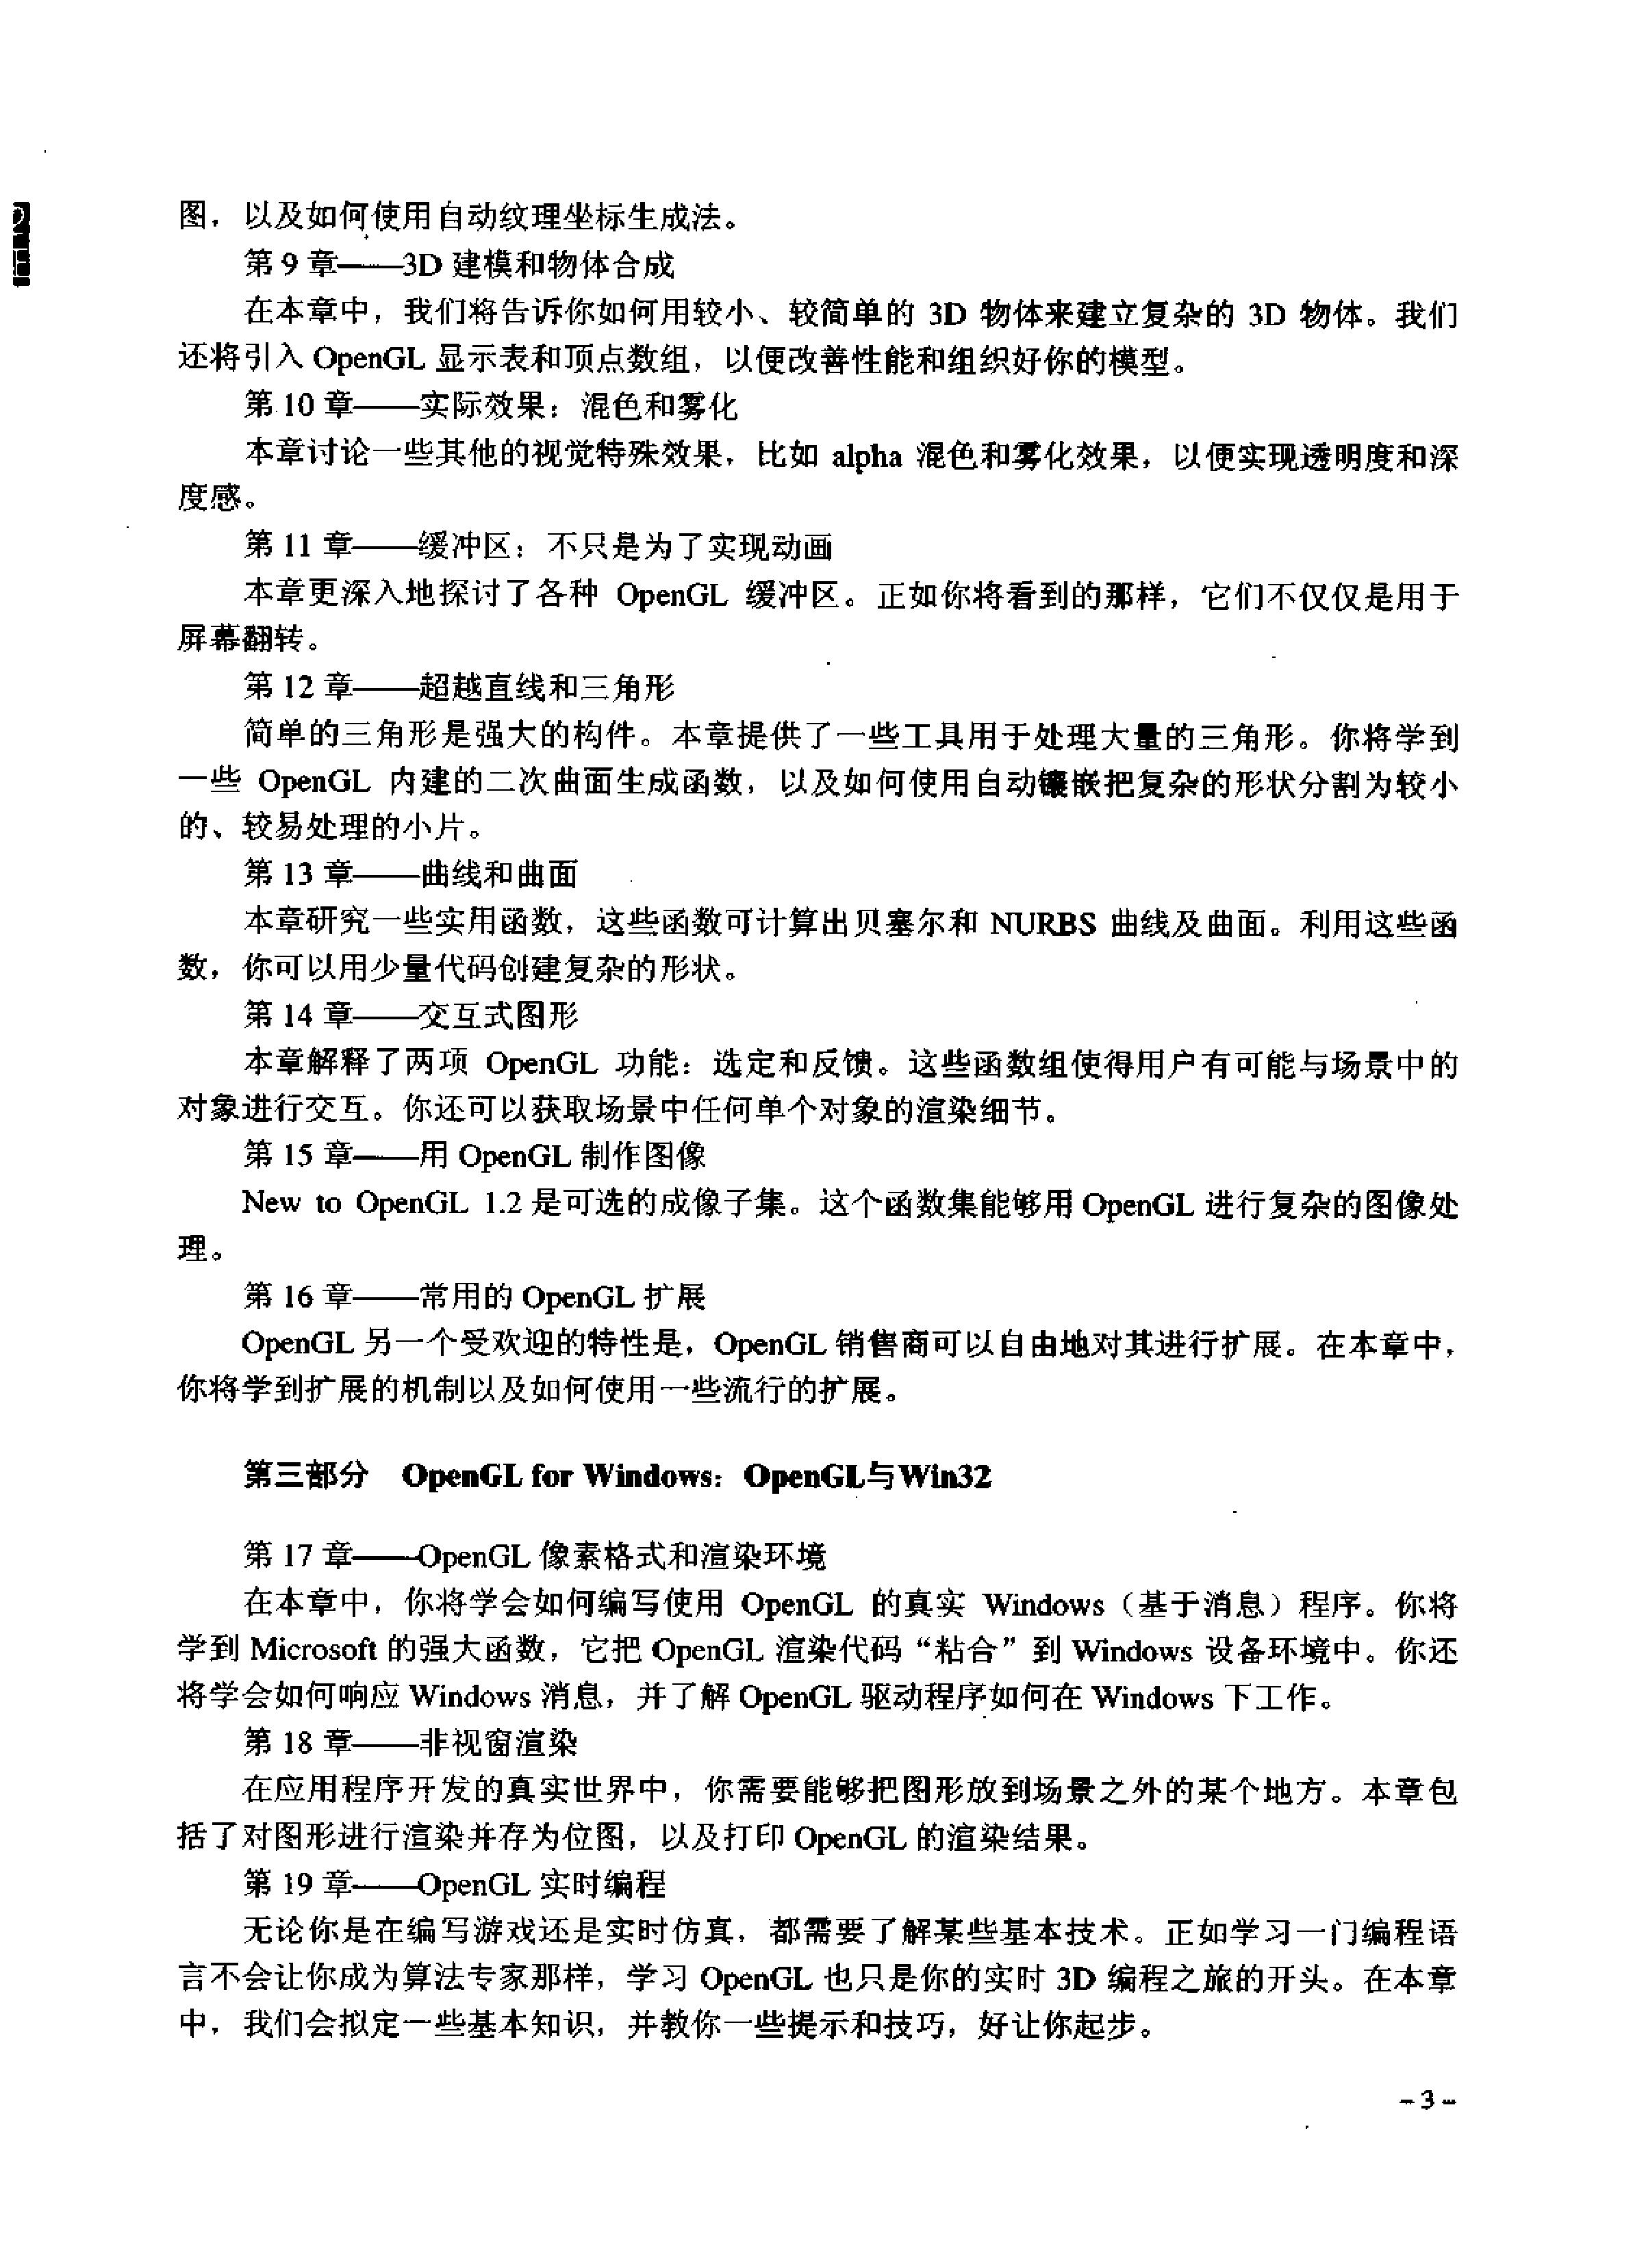 图，以及如何使用自动纹理坐标生成法。
第 9 章——3D 建模和物体合成
在本章中，我们将告诉你如何用较小、较简单的 3D 物体来建立复杂的 3D 物体。我们
还将引入 OpenGL 显示表和顶点数组，以便改善性能和组织好你的模型。
第 10 章——实际效果：混色和雾化
本章讨论一些其他的视觉特殊效果，比如 alpha 混色和雾化效果，以便实现透明度和深
度感。
第 11 章——缓冲区：不只是为了实现动画
本章更深入地探讨了各种 OpenGL 缓冲区。正如你将看到的那样，它们不仅仅是用于
屏幕翻转。
第 12 章——超越直线和三角形
简单的三角形是强大的构件。本章提供了一些工具用于处理大量的三角形。你将学到
一些 OpenGL 内建的二次曲面生成函数，以及如何使用自动镶嵌把复杂的形状分割为较小
的、较易处理的小片。
第 13 章——曲线和曲面
本章研究一些实用函数，这些函数可计算出贝塞尔和 NURBS 曲线及曲面。利用这些函
数，你可以用少量代码创建复杂的形状。
第 14 章——交互式图形
本章解释了两项 OpenGL 功能：选定和反馈。这些函数组使得用户有可能与场景中的
对象进行交互。你还可以获取场景中任何单个对象的渲染细节。
第 15 章——用 OpenGL 制作图像
New to OpenGL 1.2 是可选的成像子集。这个函数集能够用 OpenGL 进行复杂的图像处
理。
第 16 章——常用的 OpenGL 扩展
OpenGL 另一个受欢迎的特性是，OpenGL 销售商可以自由地对其进行扩展。在本章中，
你将学到扩展的机制以及如何使用一些流行的扩展。
第三部分 OpenGL for Windows：OpenGL与Win32
第 17 章——OpenGL 像素格式和渲染环境
在本章中，你将学会如何编写使用 OpenGL 的真实 Windows（基于消息）程序。你将
学到 Microsoft 的强大函数，它把 OpenGL 渲染代码“粘合”到 Windows 设备环境中。你还
将学会如何响应 Windows 消息，并了解 OpenGL 驱动程序如何在 Windows 下工作。
第 18 章——非视窗渲染
在应用程序开发的真实世界中，你需要能够把图形放到场景之外的某个地方。本章包
括了对图形进行渲染并存为位图，以及打印 OpenGL 的渲染结果。
第 19 章——OpenGL 实时编程
无论你是在编写游戏还是实时仿真，都需要了解某些基本技术。正如学习一门编程语
言不会让你成为算法专家那样，学习 OpenGL 也只是你的实时 3D 编程之旅的开头。在本章
中，我们会拟定一些基本知识，并教你一些提示和技巧，好让你起步。
- 3 -